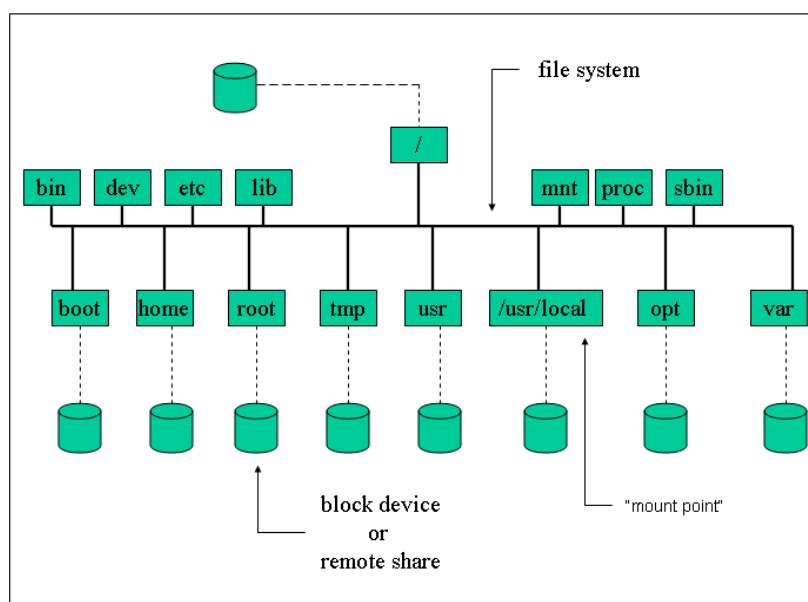 file system
/
bin
dev
etc
lib
mnt
proc
sbin
boot
home
root
tmp
usr
/usr/local
opt
var
block device
or
remote share
"mount point"